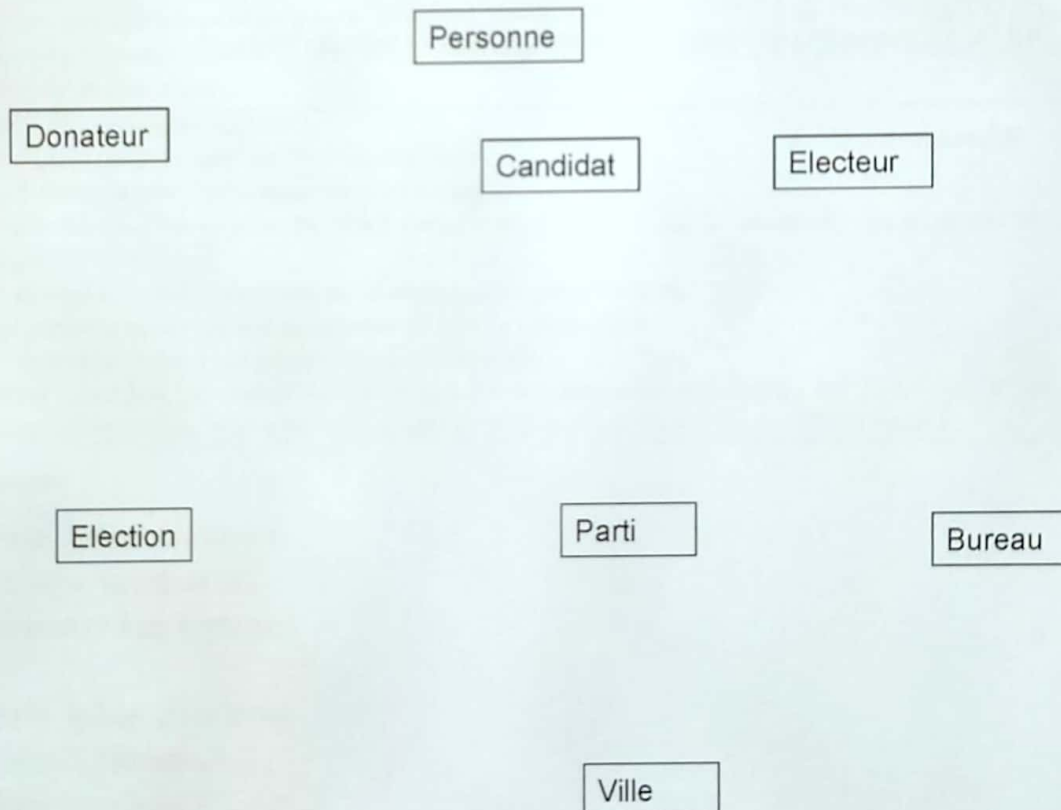 Personne
Donateur
Candidat
Electeur
Election
Parti
Bureau
Ville